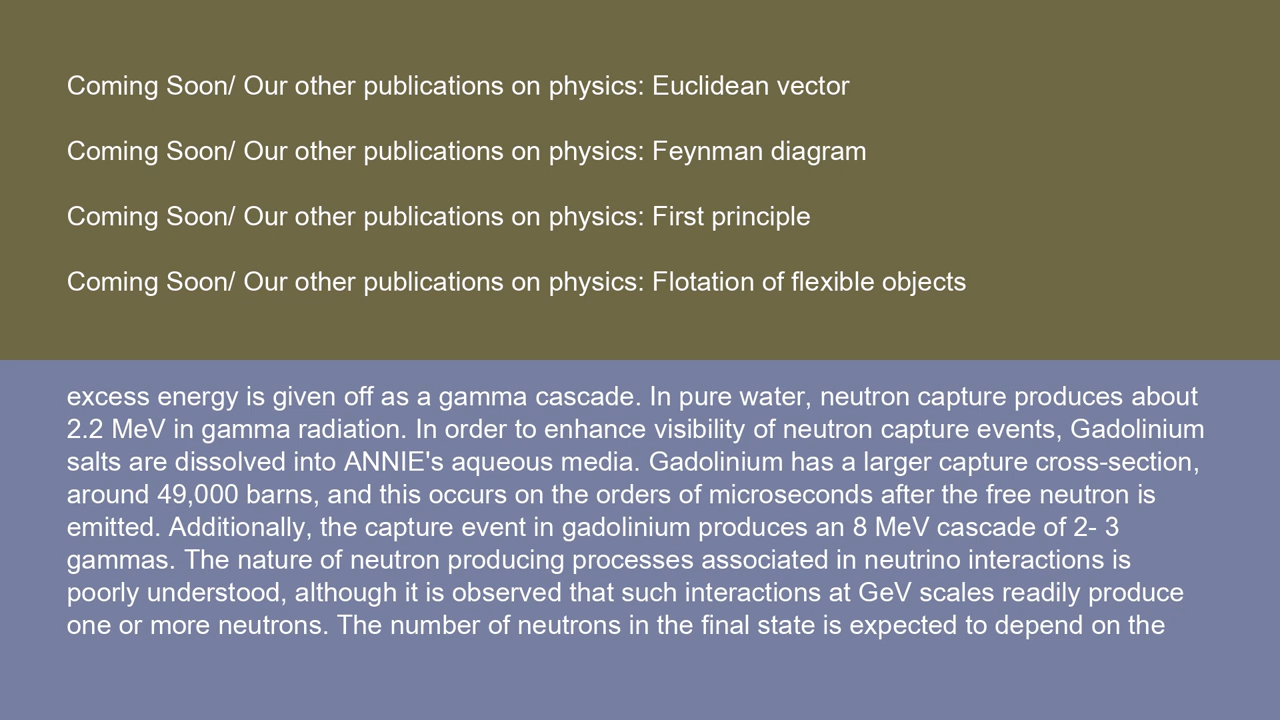 Coming Soon/ Our other publications on physics: Euclidean vector
Coming Soon/ Our other publications on physics: Feynman diagram
Coming Soon/ Our other publications on physics: First principle
Coming Soon/ Our other publications on physics: Flotation of flexible objects
excess energy is given off as a gamma cascade. In pure water, neutron capture produces about
2.2 MeV in gamma radiation. In order to enhance visibility of neutron capture events, Gadolinium
salts are dissolved into ANNIE's aqueous media. Gadolinium has a larger capture cross-section,
around 49,000 barns, and this occurs on the orders of microseconds after the free neutron is
emitted. Additionally, the capture event in gadolinium produces an 8 MeV cascade of 2- 3
gammas. The nature of neutron producing processes associated in neutrino interactions is
poorly understood, although it is observed that such interactions at GeV scales readily produce
one or more neutrons. The number of neutrons in the final state is expected to depend on the